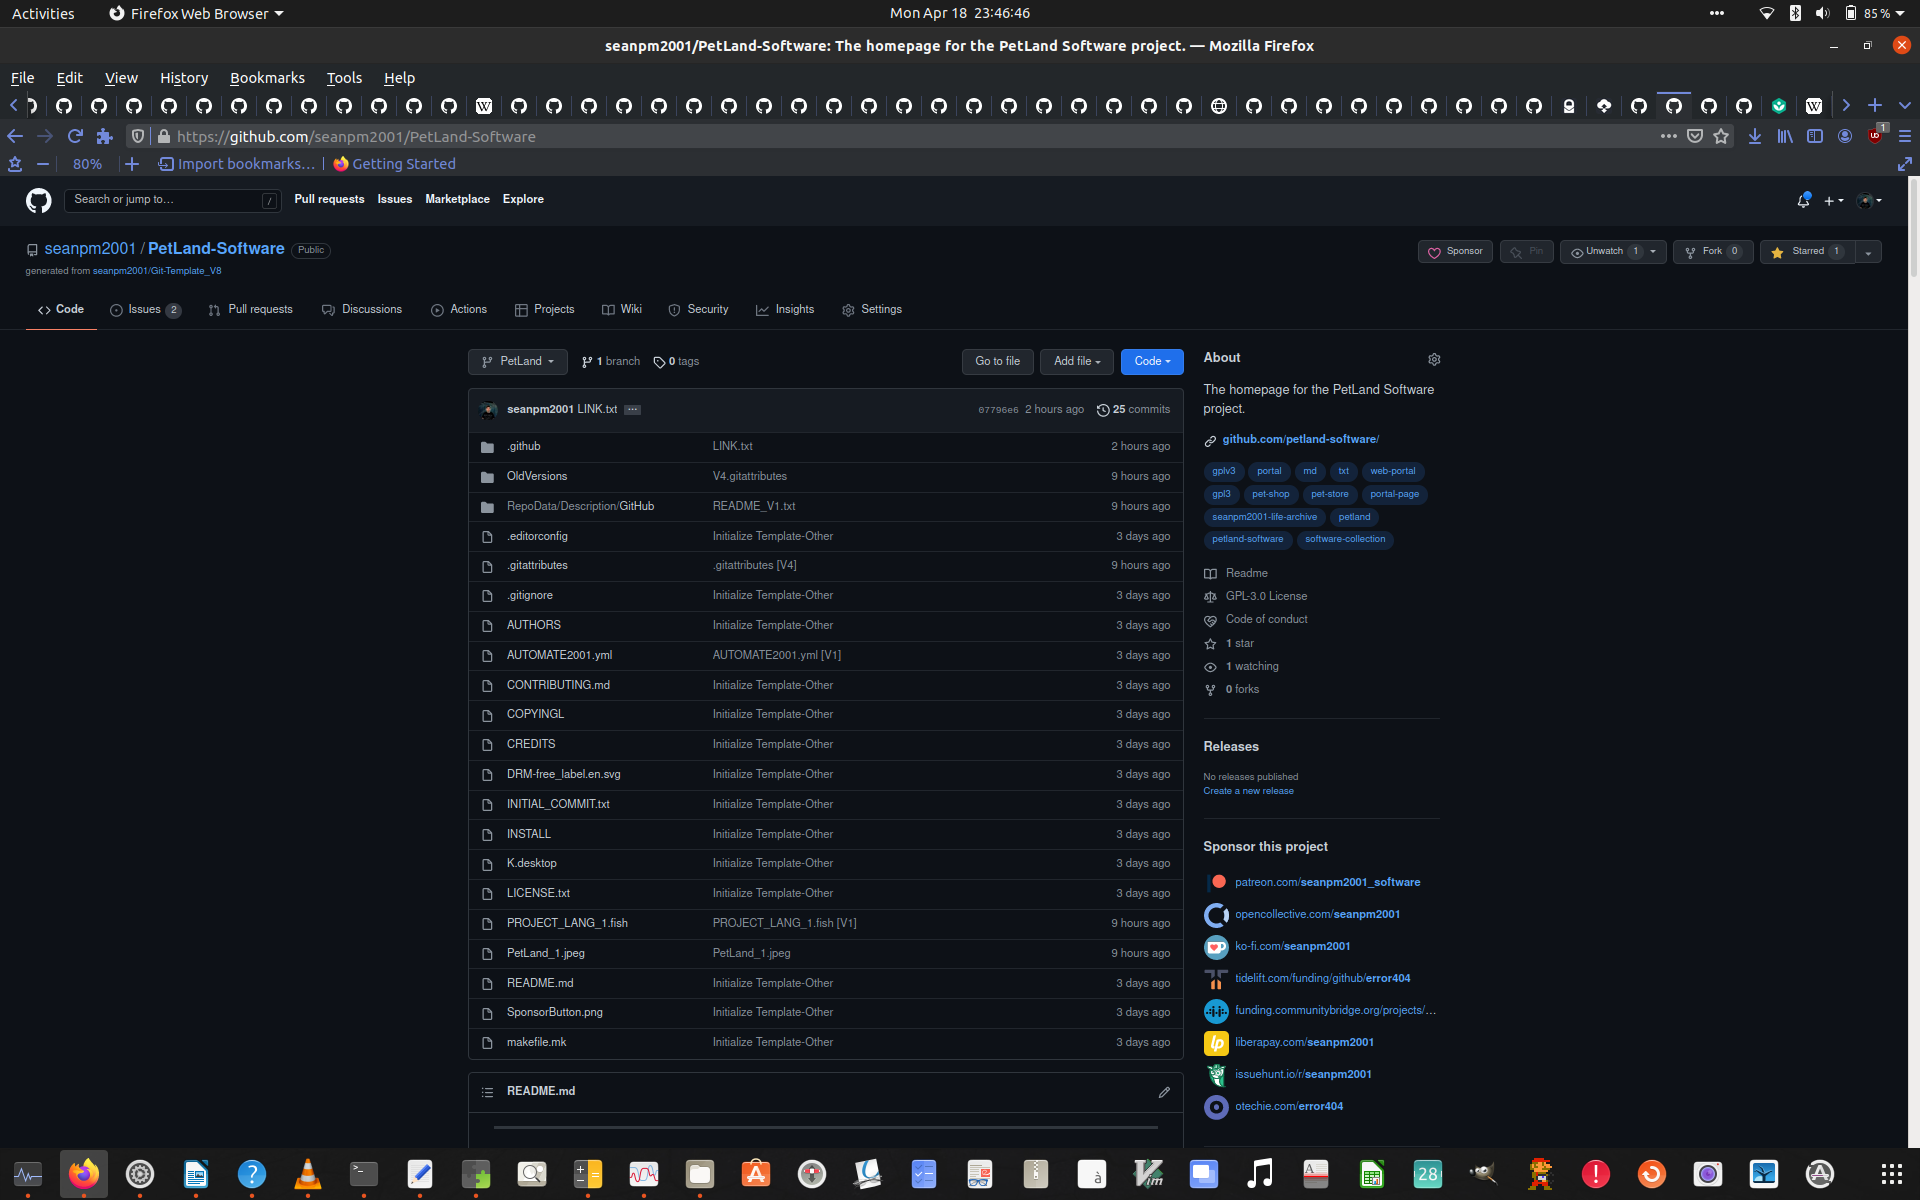 Activities Firefox Web Browser Mon Apr 18 23:46:46 85 %
seanpm2001/PetLand-Software: The homepage for the PetLand Software project. — Mozilla Firefox
File Edit View History Bookmarks Tools Help
https://github.com/seanpm2001/PetLand-Software 1
80% Import bookmarks… Getting Started
Search or jump to… / Pull requests Issues Marketplace Explore
seanpm2001 / PetLand-Software Public Sponsor Pin Unwatch 1 Fork 0 Starred 1
generated from seanpm2001/Git-Template_V8
Code Issues 2 Pull requests Discussions Actions Projects Wiki Security Insights Settings
PetLand 1 branch 0 tags Go to file Add file Code
seanpm2001 LINK.txt ... 07796e6 2 hours ago 25 commits
.github LINK.txt 2 hours ago
OldVersions V4.gitattributes 9 hours ago
RepoData/Description/GitHub README_V1.txt 9 hours ago
.editorconfig Initialize Template-Other 3 days ago
.gitattributes .gitattributes [V4] 9 hours ago
.gitignore Initialize Template-Other 3 days ago
AUTHORS Initialize Template-Other 3 days ago
AUTOMATE2001.yml AUTOMATE2001.yml [V1] 3 days ago
CONTRIBUTING.md Initialize Template-Other 3 days ago
COPYINGL Initialize Template-Other 3 days ago
CREDITS Initialize Template-Other 3 days ago
DRM-free_label.en.svg Initialize Template-Other 3 days ago
INITIAL_COMMIT.txt Initialize Template-Other 3 days ago
INSTALL Initialize Template-Other 3 days ago
K.desktop Initialize Template-Other 3 days ago
LICENSE.txt Initialize Template-Other 3 days ago
PROJECT_LANG_1.fish PROJECT_LANG_1.fish [V1] 9 hours ago
PetLand_1.jpeg PetLand_1.jpeg 9 hours ago
README.md Initialize Template-Other 3 days ago
SponsorButton.png Initialize Template-Other 3 days ago
makefile.mk Initialize Template-Other 3 days ago
README.md
About
The homepage for the PetLand Software
project.
github.com/petland-software/
gplv3 portal md txt web-portal
gpl3 pet-shop pet-store portal-page
seanpm2001-life-archive petland
petland-software software-collection
Readme
GPL-3.0 License
Code of conduct
1 star
1 watching
0 forks
Releases
No releases published
Create a new release
Sponsor this project
patreon.com/seanpm2001_software
opencollective.com/seanpm2001
ko-fi.com/seanpm2001
tidelift.com/funding/github/error404
funding.communitybridge.org/projects/…
liberapay.com/seanpm2001
issuehunt.io/r/seanpm2001
otechie.com/error404
28